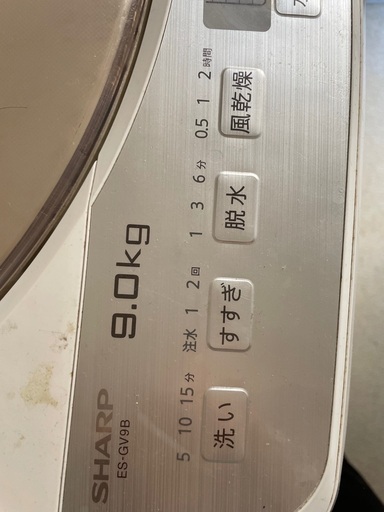 SHARP
ES-GV9B
9.0kg
5 10 15分
洗い
注水 1 2回
すすぎ
1 3 6分
脱水
0.5 1 2時間
風乾燥